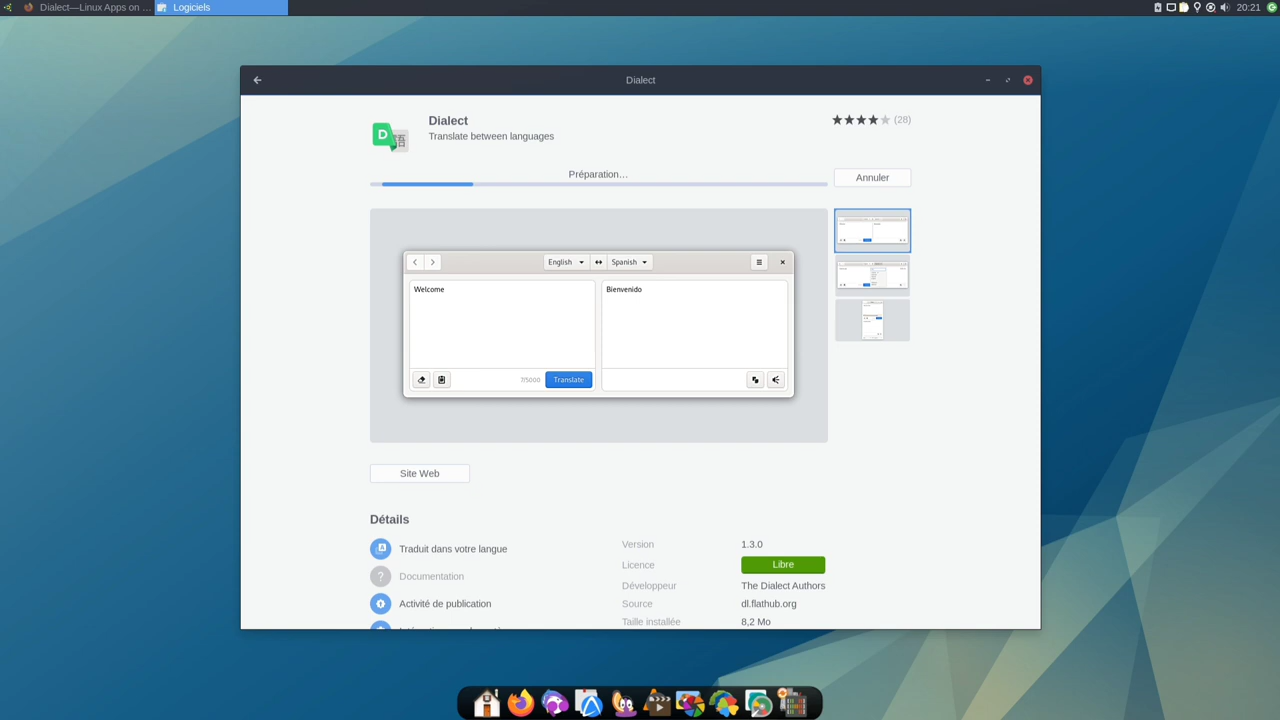 Dialect—Linux Apps on …
Logiciels
20:21
Dialect
Dialect
Translate between languages
(28)
Préparation…
Annuler
English
Spanish
Welcome
Bienvenido
7/5000
Translate
Site Web
Détails
Traduit dans votre langue
Documentation
Activité de publication
Version
1.3.0
Licence
Libre
Développeur
The Dialect Authors
Source
dl.flathub.org
Taille installée
8,2 Mo